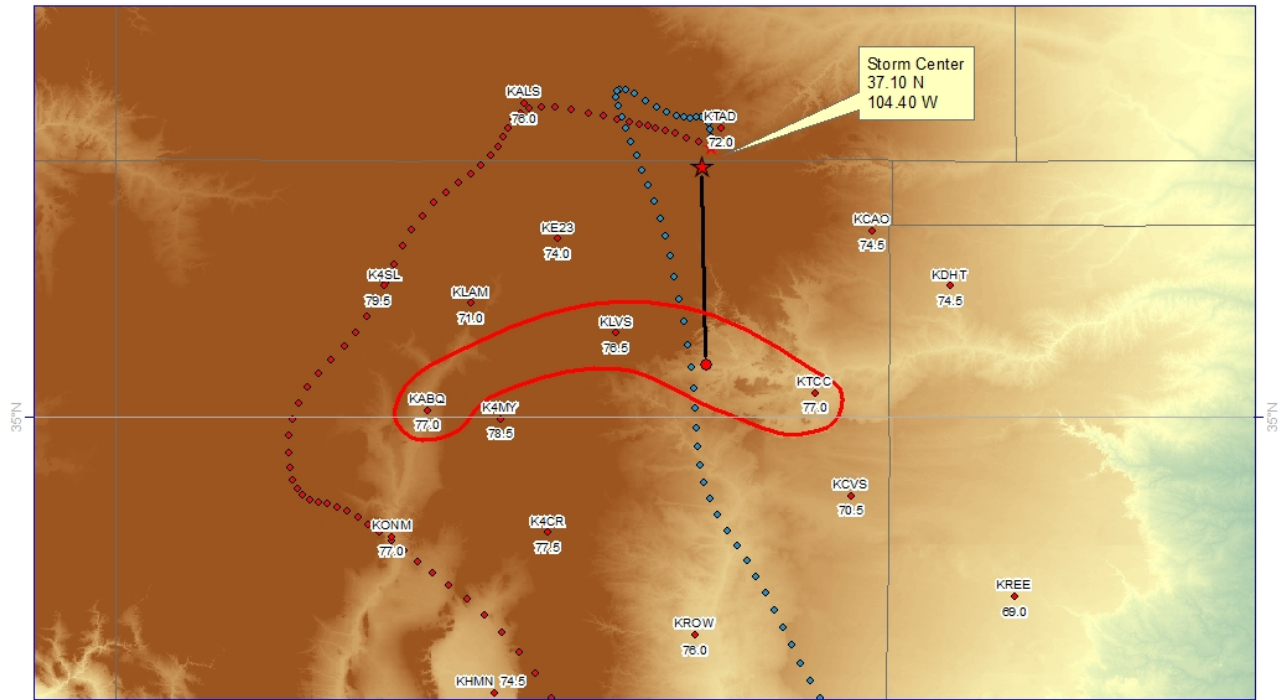 Storm Center
37.10 N
104.40 W
KALS
76.0
KTAD
72.0
KE23
74.0
KCAO
74.5
K4SL
79.5
KLAM
71.0
KDHT
74.5
KLVS
76.5
KTCC
77.0
KABQ
77.0
K4MY
78.5
35°N
35°N
KCVS
70.5
KONM
77.0
K4CR
77.5
KREE
69.0
KROW
76.0
KHMN 74.5